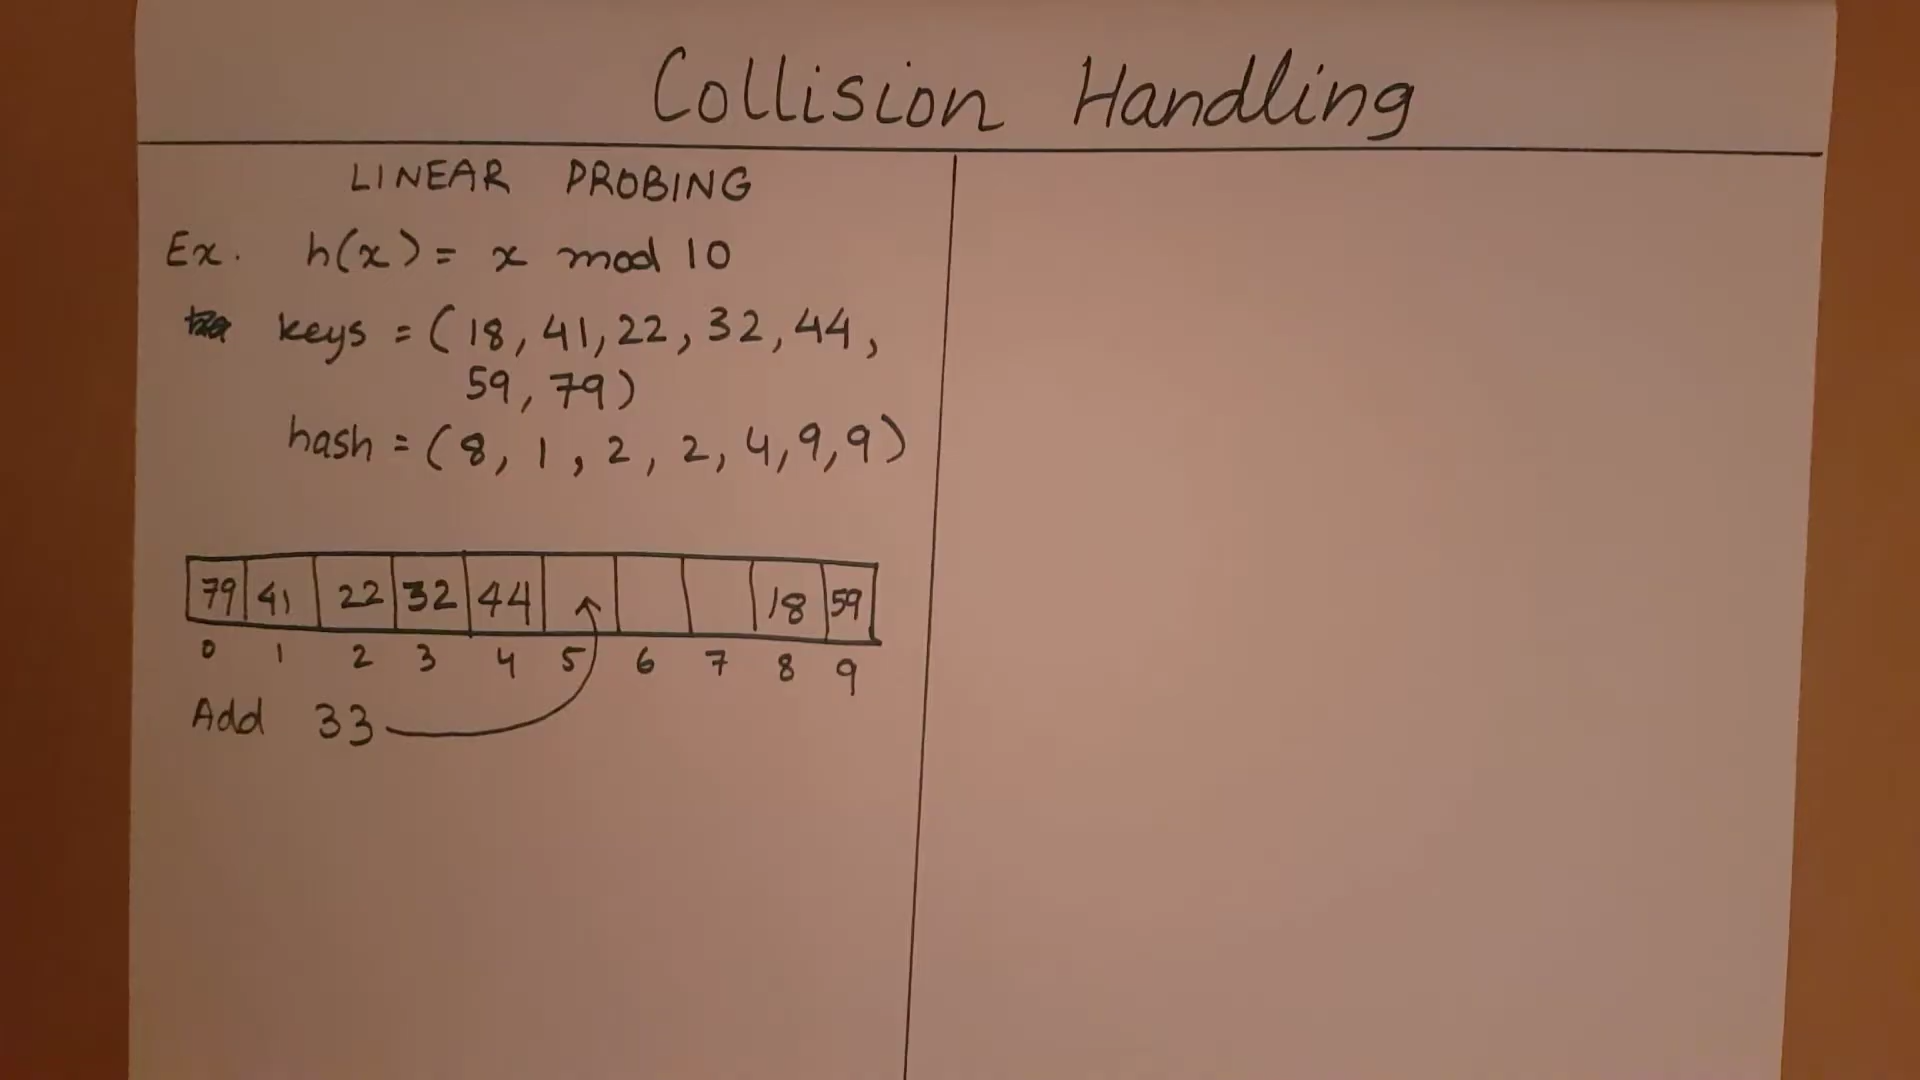 Collision Handling
LINEAR PROBING
Ex. h(x) = x mod 10
keys = (18, 41, 22, 32, 44,
59, 79)
hash = (8, 1, 2, 2, 4, 9, 9)
79 41 22 32 44 18 59
0 1 2 3 4 5 6 7 8 9
Add 33